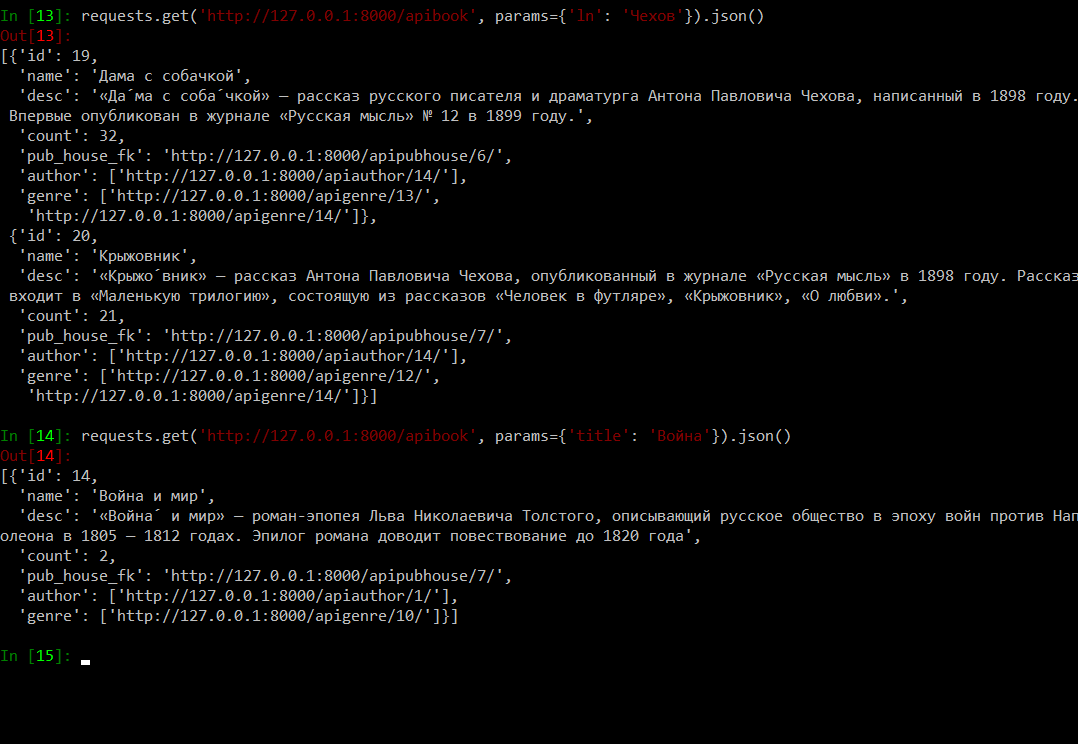 In [13]: requests.get('http://127.0.0.1:8000/apibook', params={'ln': 'Чехов'}).json()
Out[13]:
[{'id': 19,
  'name': 'Дама с собачкой',
  'desc': '«Да´ма с соба´чкой» — рассказ русского писателя и драматурга Антона Павловича Чехова, написанный в 1898 году.
 Впервые опубликован в журнале «Русская мысль» № 12 в 1899 году.',
  'count': 32,
  'pub_house_fk': 'http://127.0.0.1:8000/apipubhouse/6/',
  'author': ['http://127.0.0.1:8000/apiauthor/14/'],
  'genre': ['http://127.0.0.1:8000/apigenre/13/',
   'http://127.0.0.1:8000/apigenre/14/']},
 {'id': 20,
  'name': 'Крыжовник',
  'desc': '«Крыжо´вник» — рассказ Антона Павловича Чехова, опубликованный в журнале «Русская мысль» в 1898 году. Рассказ
 входит в «Маленькую трилогию», состоящую из рассказов «Человек в футляре», «Крыжовник», «О любви».',
  'count': 21,
  'pub_house_fk': 'http://127.0.0.1:8000/apipubhouse/7/',
  'author': ['http://127.0.0.1:8000/apiauthor/14/'],
  'genre': ['http://127.0.0.1:8000/apigenre/12/',
   'http://127.0.0.1:8000/apigenre/14/']}]
In [14]: requests.get('http://127.0.0.1:8000/apibook', params={'title': 'Война'}).json()
Out[14]:
[{'id': 14,
  'name': 'Война и мир',
  'desc': '«Война´ и мир» — роман-эпопея Льва Николаевича Толстого, описывающий русское общество в эпоху войн против Нап
олеона в 1805 — 1812 годах. Эпилог романа доводит повествование до 1820 года',
  'count': 2,
  'pub_house_fk': 'http://127.0.0.1:8000/apipubhouse/7/',
  'author': ['http://127.0.0.1:8000/apiauthor/1/'],
  'genre': ['http://127.0.0.1:8000/apigenre/10/']}]
In [15]: